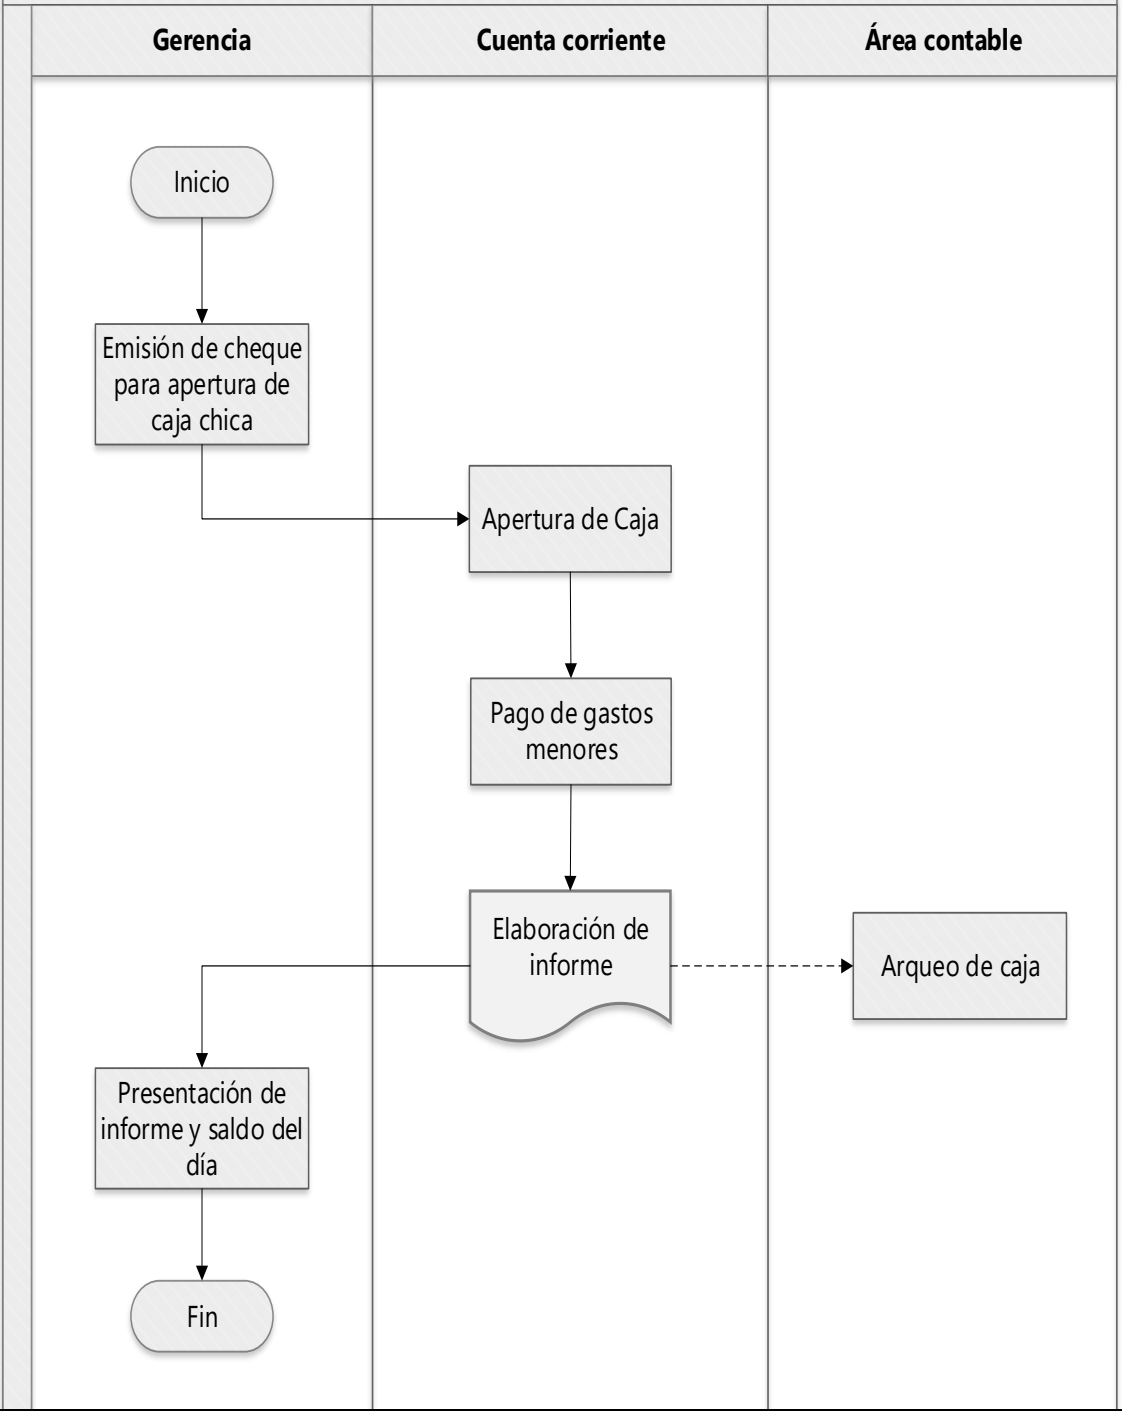 Gerencia
Cuenta corriente
Área contable
Inicio
Emisión de cheque
para apertura de
caja chica
Apertura de Caja
Pago de gastos
menores
Elaboración de
informe
Arqueo de caja
Presentación de
informe y saldo del
día
Fin